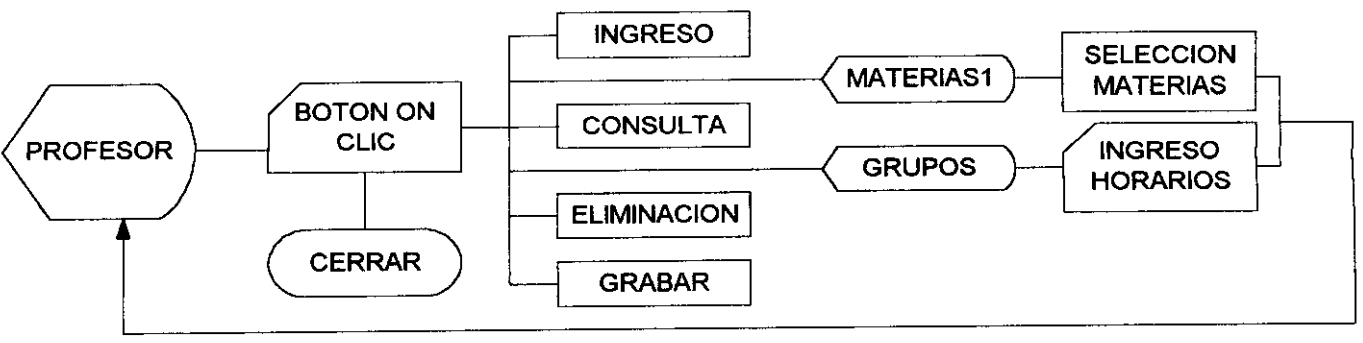 PROFESOR
BOTON ON
CLIC
CERRAR
INGRESO
CONSULTA
ELIMINACION
GRABAR
MATERIAS1
GRUPOS
SELECCION
MATERIAS
INGRESO
HORARIOS